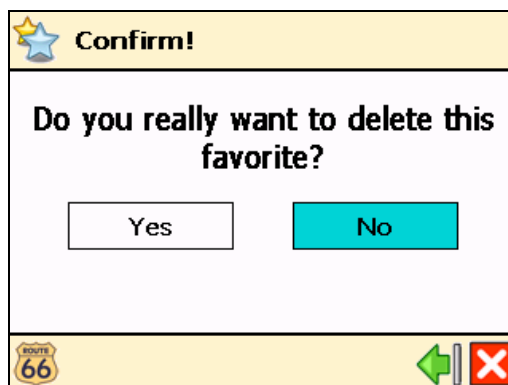 Confirm!
Do you really want to delete this
favorite?
Yes No
ROUTE
66